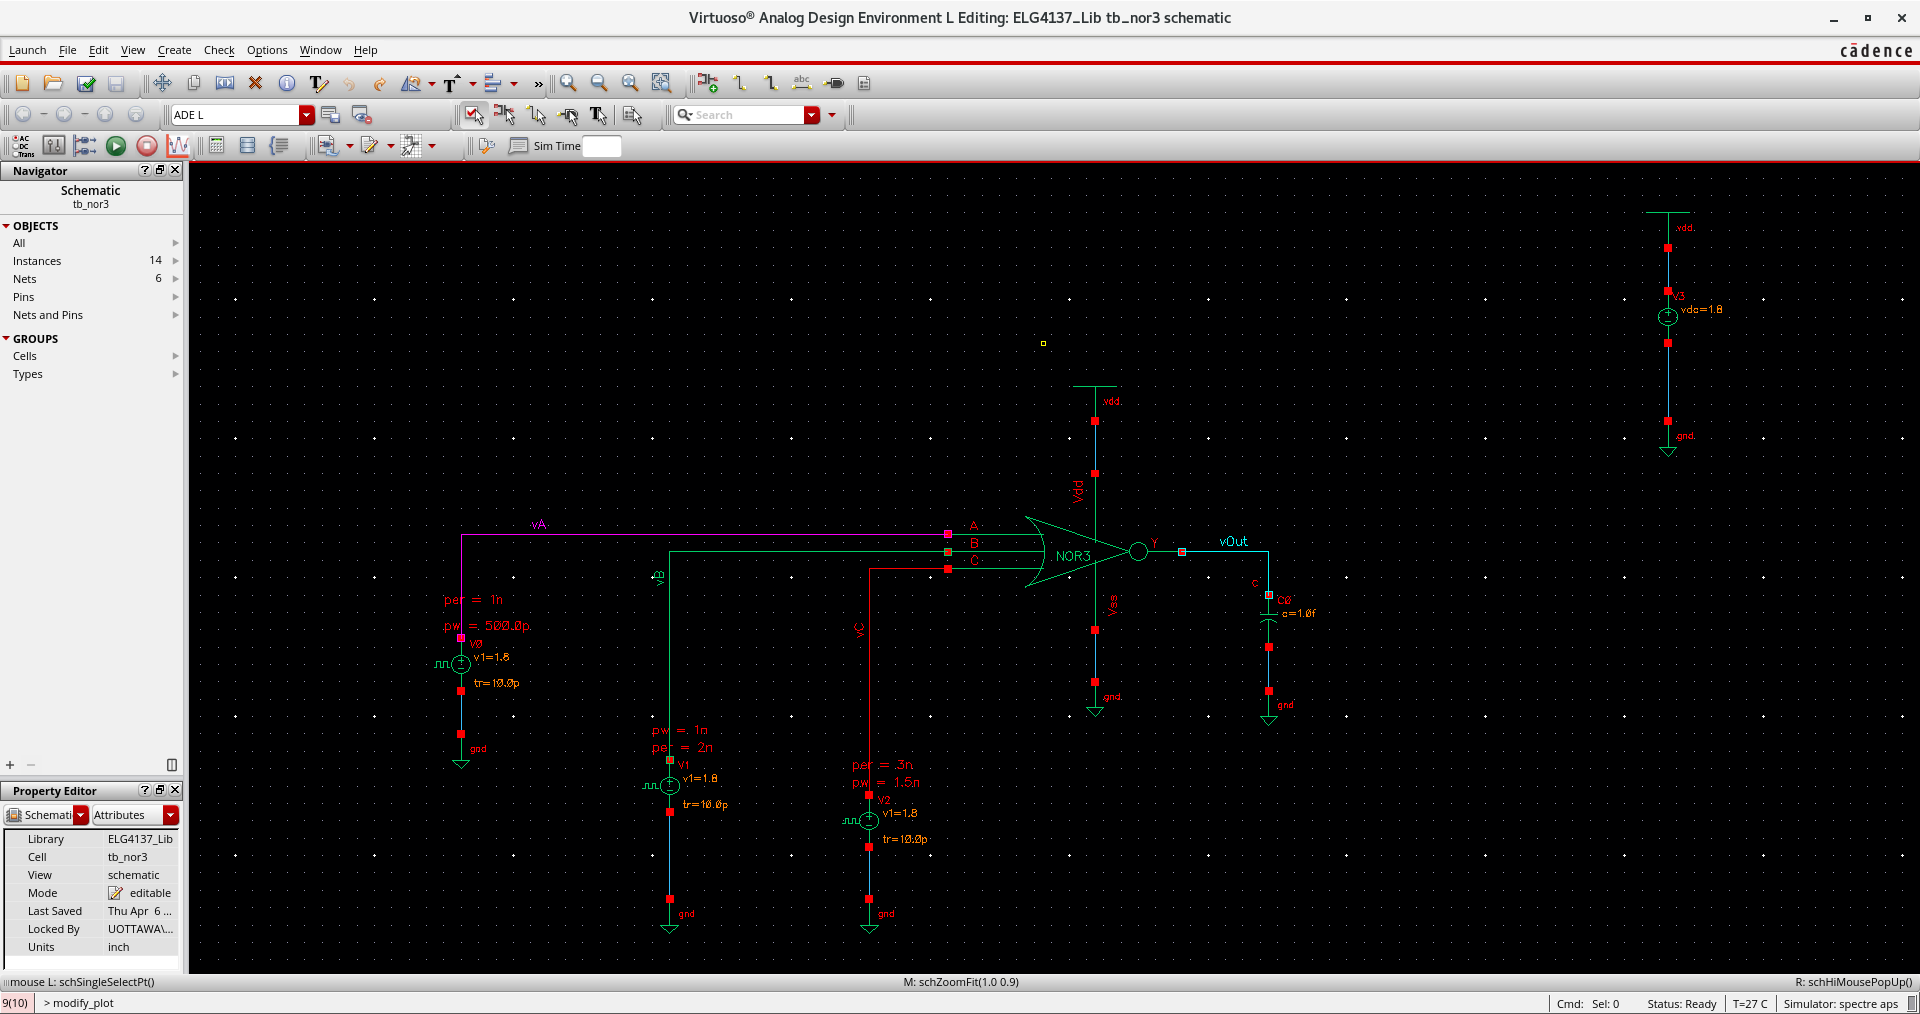 Virtuoso® Analog Design Environment L Editing: ELG4137_Lib tb_nor3 schematic
Launch File Edit View Create Check Options Window Help
cādence
abc
ADE L
Search
AC
DC
Trans
Sim Time
Navigator
Schematic
tb_nor3
OBJECTS
All
Instances 14
Nets 6
Pins
Nets and Pins
GROUPS
Cells
Types
Property Editor
Schemati Attributes
Library ELG4137_Lib
Cell tb_nor3
View schematic
Mode editable
Last Saved Thu Apr 6 ...
Locked By UOTTAWA\...
Units inch
vdd
V3
vdc=1.8
gnd
vdd
Vdd
vA
A
B
C
NOR3
Y
vOut
vB
vC
Vss
gnd
c
C0
c=1.0f
gnd
per = 1n
pw = 500.0p
V0
v1=1.8
tr=10.0p
gnd
pw = 1n
per = 2n
V1
v1=1.8
tr=10.0p
gnd
per = 3n
pw = 1.5n
V2
v1=1.8
tr=10.0p
gnd
mouse L: schSingleSelectPt() M: schZoomFit(1.0 0.9) R: schHiMousePopUp()
9(10) > modify_plot Cmd: Sel: 0 Status: Ready T=27 C Simulator: spectre aps